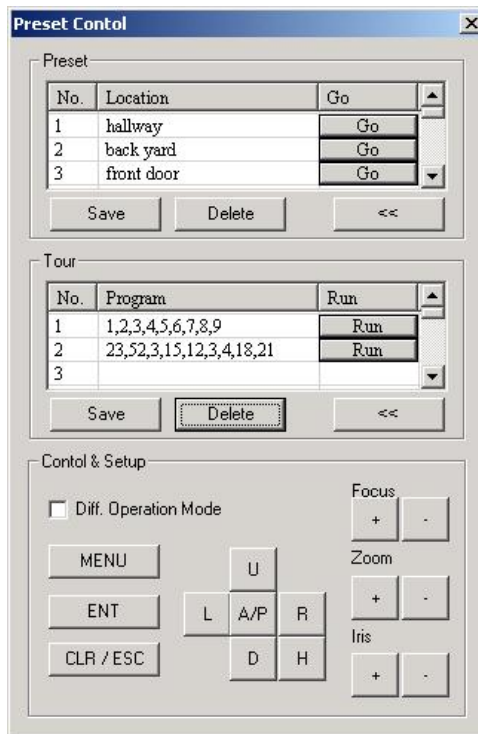 Preset Contol
Preset
No. Location Go
1 hallway Go
2 back yard Go
3 front door Go
Save Delete <<
Tour
No. Program Run
1 1,2,3,4,5,6,7,8,9 Run
2 23,52,3,15,12,3,4,18,21 Run
3
Save Delete <<
Contol & Setup
Diff. Operation Mode
Focus
+ -
MENU
U
Zoom
+ -
ENT
L A/P R
Iris
+ -
CLR / ESC
D H